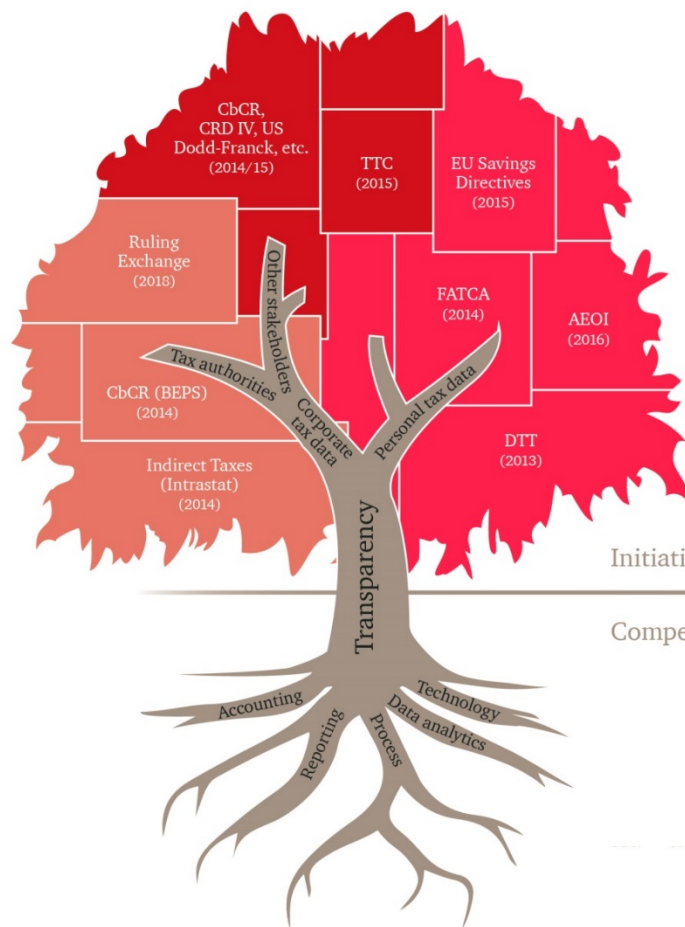 CbCR,
CRD IV, US
Dodd-Franck, etc.
(2014/15)
TTC
(2015)
EU Savings
Directives
(2015)
Ruling
Exchange
(2018)
FATCA
(2014)
AEOI
(2016)
Other stakeholders
Tax authorities
CbCR (BEPS)
(2014)
Corporate
tax data
Personal tax data
DTT
(2013)
Indirect Taxes
(Intrastat)
(2014)
Transparency
Initiati
Compe
Accounting
Reporting
Process
Data analytics
Technology